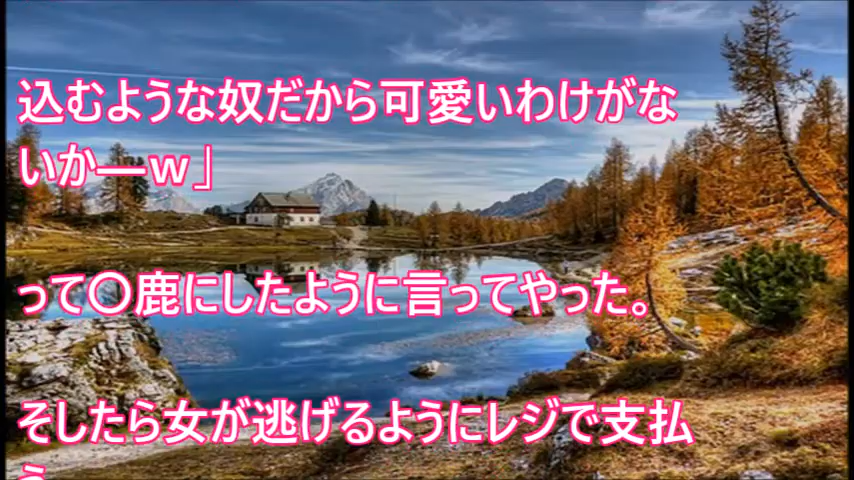 込むような奴だから可愛いわけがな
いか―ｗ」
って〇鹿にしたように言ってやった。
そしたら女が逃げるようにレジで支払
う